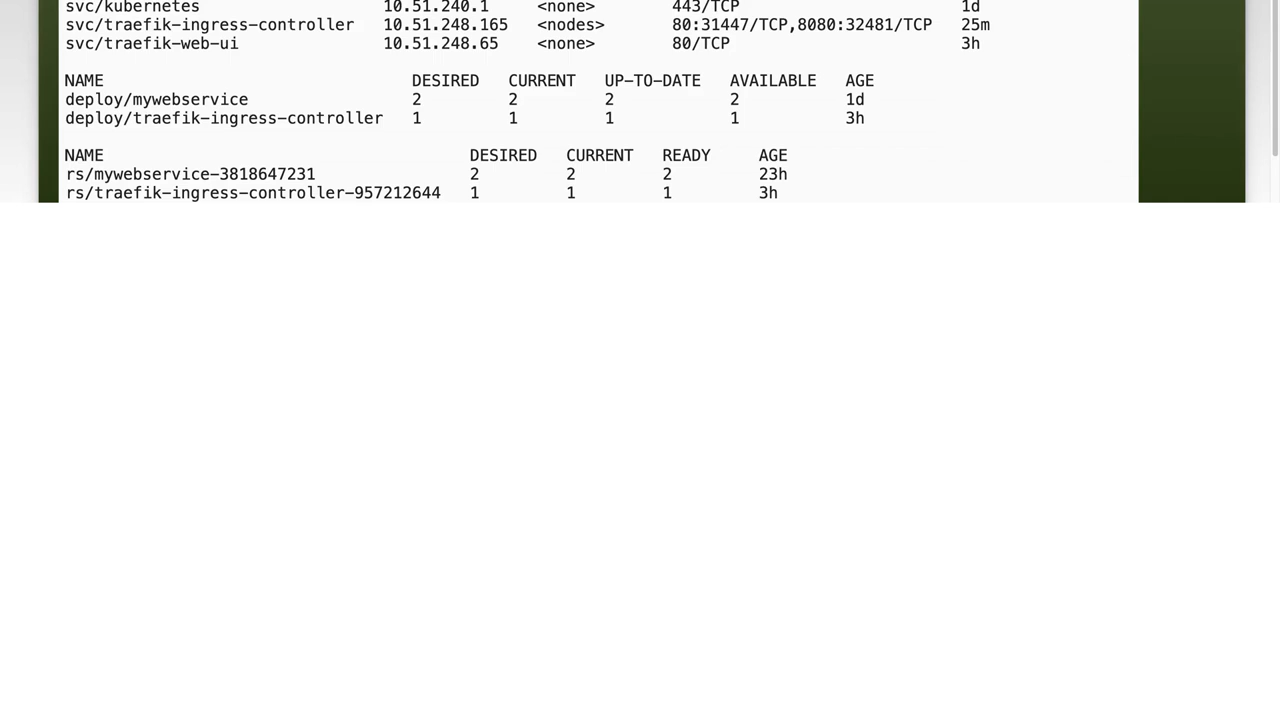 svc/kubernetes 10.51.240.1 <none> 443/TCP 1d
svc/traefik-ingress-controller 10.51.248.165 <nodes> 80:31447/TCP,8080:32481/TCP 25m
svc/traefik-web-ui 10.51.248.65 <none> 80/TCP 3h
NAME DESIRED CURRENT UP-TO-DATE AVAILABLE AGE
deploy/mywebservice 2 2 2 2 1d
deploy/traefik-ingress-controller 1 1 1 1 3h
NAME DESIRED CURRENT READY AGE
rs/mywebservice-3818647231 2 2 2 23h
rs/traefik-ingress-controller-957212644 1 1 1 3h